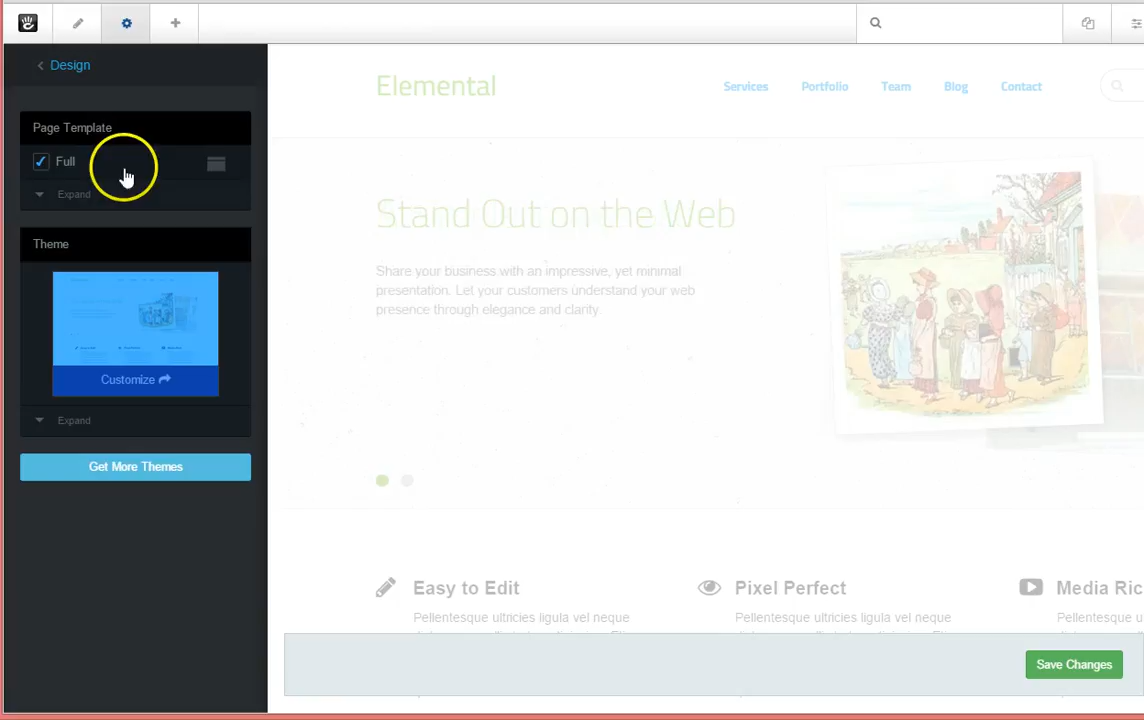 Design
Page Template
Full
Expand
Theme
Customize
Expand
Get More Themes
Elemental
Services
Portfolio
Team
Blog
Contact
Stand Out on the Web
Share your business with an impressive, yet minimal
presentation. Let your customers understand your web
presence through elegance and clarity
Easy to Edit
Pellentesque ultricies ligula vel neque
Pixel Perfect
Pellentesque ultricies ligula vel neque
Media Ric
Pellentesque u
Save Changes